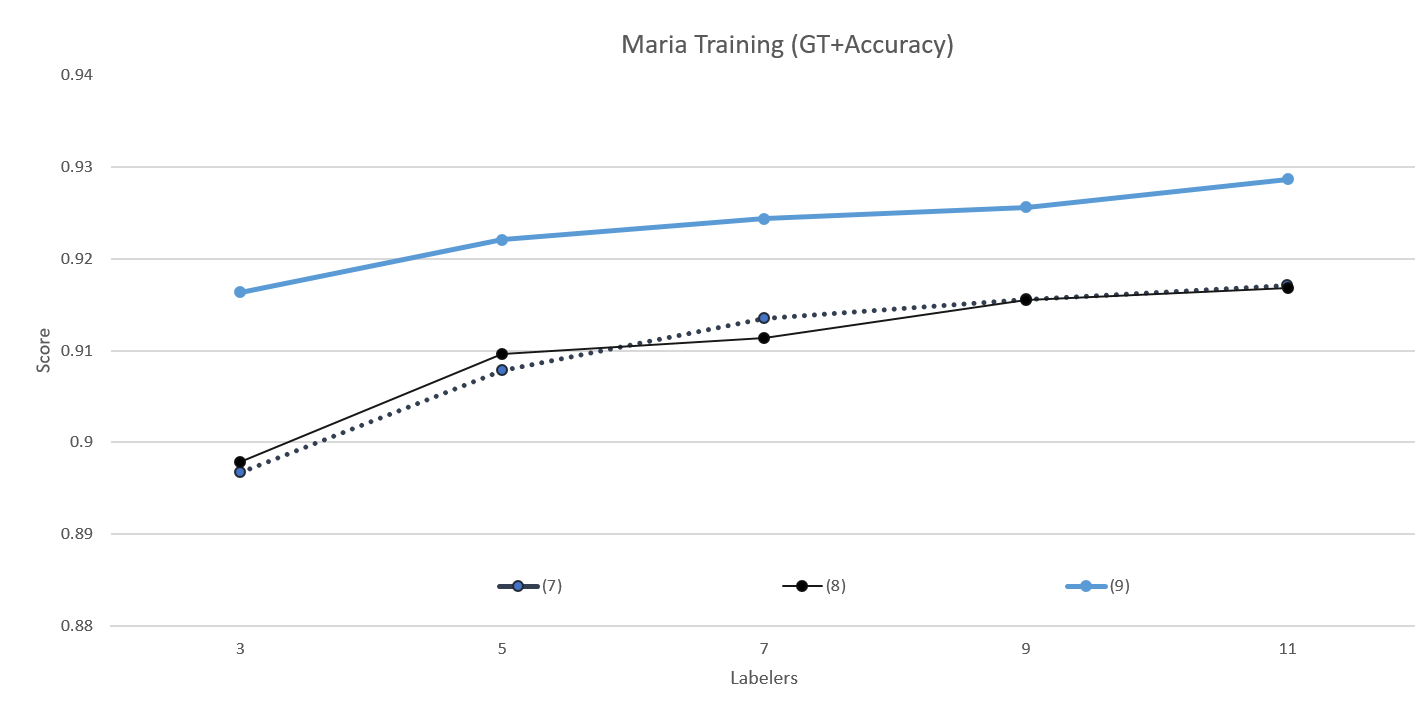 Maria Training (GT+Accuracy)
0.94
0.93
0.92
0.91
0.9
0.89
0.88
Score
(7) (8) (9)
3 5 7 9 11
Labelers